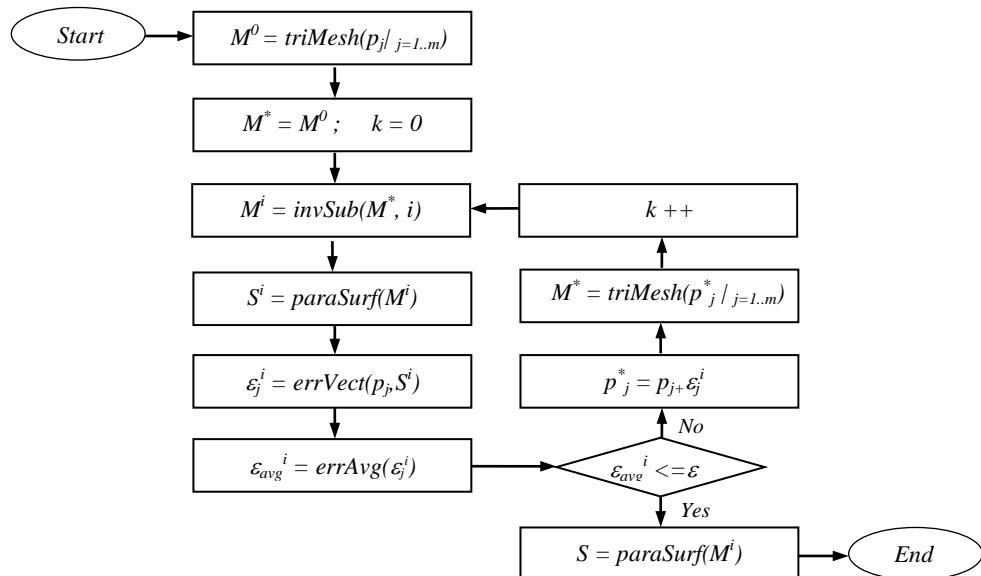 Start
M⁰ = triMesh(pⱼ| j=1..m)
M* = M⁰ ; k = 0
Mⁱ = invSub(M*, i)
Sⁱ = paraSurf(Mⁱ)
εⱼⁱ = errVect(pⱼ,Sⁱ)
εavgⁱ = errAvg(εⱼⁱ)
εavgⁱ <= ε
No
p*ⱼ = pⱼ₊ εⱼⁱ
M* = triMesh(p*ⱼ | j=1..m)
k ++
Yes
S = paraSurf(Mⁱ)
End